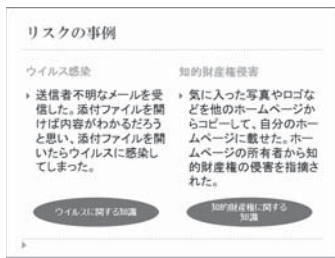 リスクの事例
ウイルス感染
送信者不明なメールを受
信した。添付ファイルを開
けば内容がわかるだろう
と思い、添付ファイルを開
いたらウイルスに感染し
てしまった。
ウイルスに関する知識
知的財産権侵害
気に入った写真やロゴな
どを他のホームページか
らコピーして、自分のホー
ムページに載せた。ホー
ムページの所有者から知
的財産権の侵害を指摘さ
れた。
知的財産権に関する
知識